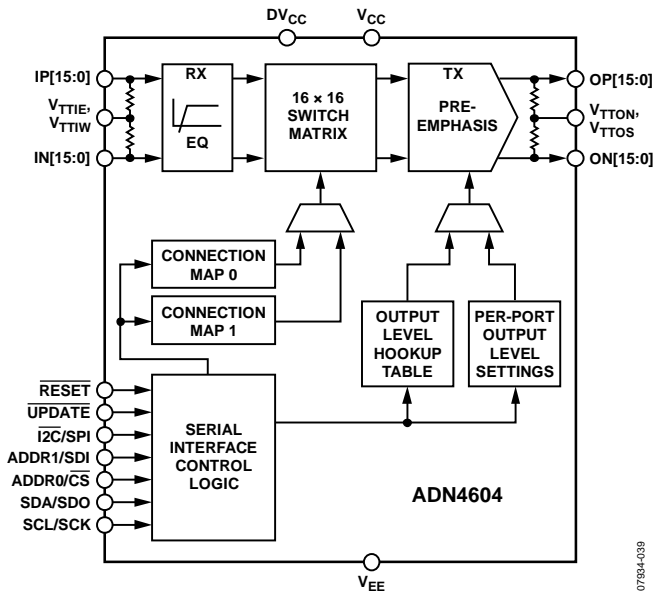 DVCC
VCC
IP[15:0]
VTTIE,
VTTIW
IN[15:0]
RX
EQ
16 × 16
SWITCH
MATRIX
TX
PRE-
EMPHASIS
OP[15:0]
VTTON,
VTTOS
ON[15:0]
CONNECTION
MAP 0
CONNECTION
MAP 1
OUTPUT
LEVEL
HOOKUP
TABLE
PER-PORT
OUTPUT
LEVEL
SETTINGS
RESET
UPDATE
I2C/SPI
ADDR1/SDI
ADDR0/CS
SDA/SDO
SCL/SCK
SERIAL
INTERFACE
CONTROL
LOGIC
ADN4604
VEE
07934-039